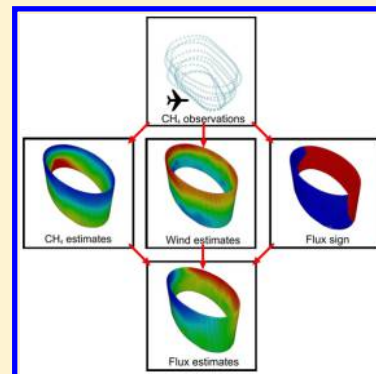 CH₄ observations
CH₄ estimates
Wind estimates
Flux sign
Flux estimates